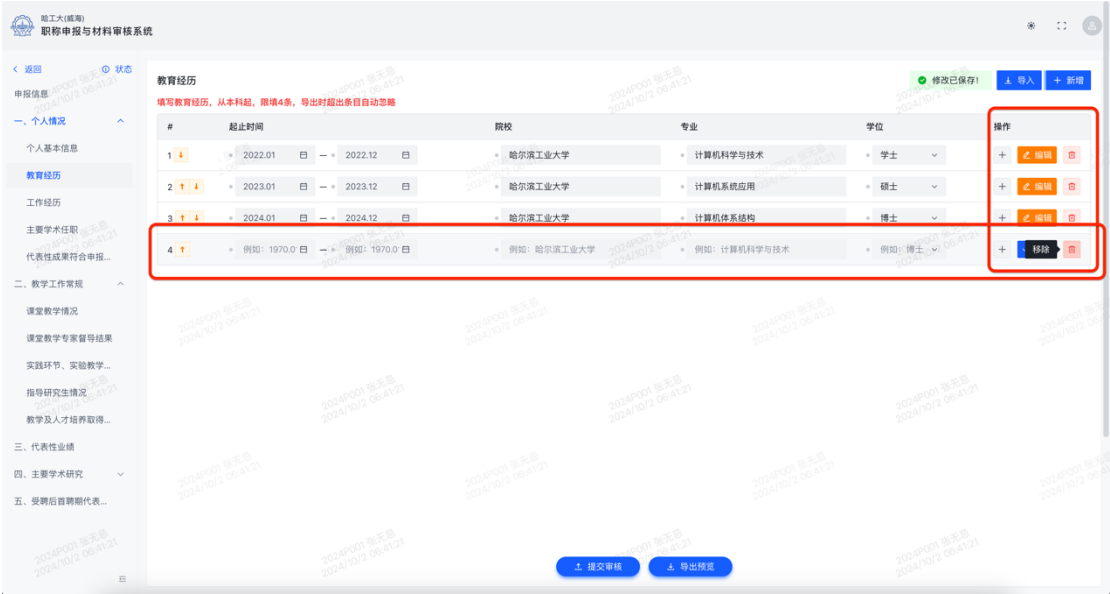 哈工大(威海)
职称申报与材料审核系统
返回 状态
申报信息
一、个人情况
个人基本信息
教育经历
工作经历
主要学术任职
代表性成果符合申报...
二、教学工作常规
课堂教学情况
课堂教学专家督导结果
实践环节、实验教学...
指导研究生情况
教学及人才培养取得...
三、代表性业绩
四、主要学术研究
五、受聘后首聘期代表...
教育经历
修改已保存!
导入
+ 新增
填写教育经历，从本科起，限填4条，导出时超出条目自动忽略
# 起止时间 院校 专业 学位 操作
1 2022.01 — 2022.12 哈尔滨工业大学 计算机科学与技术 学士 + 编辑
2 2023.01 — 2023.12 哈尔滨工业大学 计算机系统应用 硕士 + 编辑
3 2024.01 — 2024.12 哈尔滨工业大学 计算机体系结构 博士 + 编辑
4 例如：1970.0 — 例如：1970.0 例如：哈尔滨工业大学 例如：计算机科学与技术 例如：博士 + 移除
提交审核 导出预览
2024P001 张无忌
2024/10/2 06:41:21